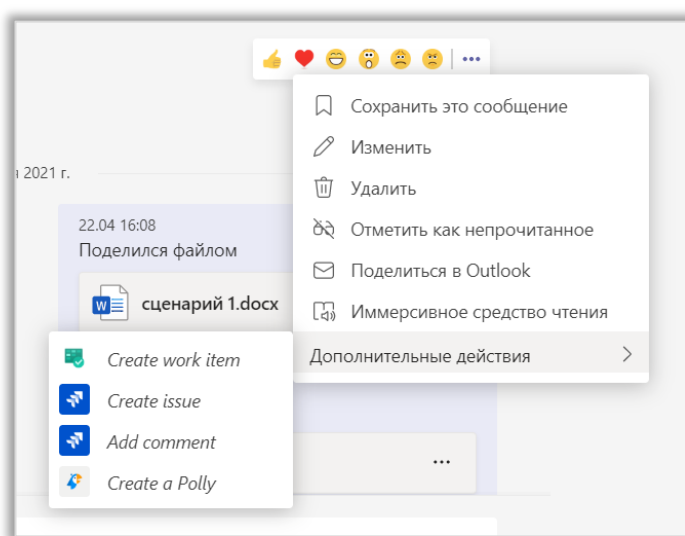 Сохранить это сообщение
Изменить
2021 г.
Удалить
22.04 16:08
Отметить как непрочитанное
Поделился файлом
Поделиться в Outlook
сценарий 1.docx
Иммерсивное средство чтения
Дополнительные действия
Create work item
Create issue
Add comment
Create a Polly